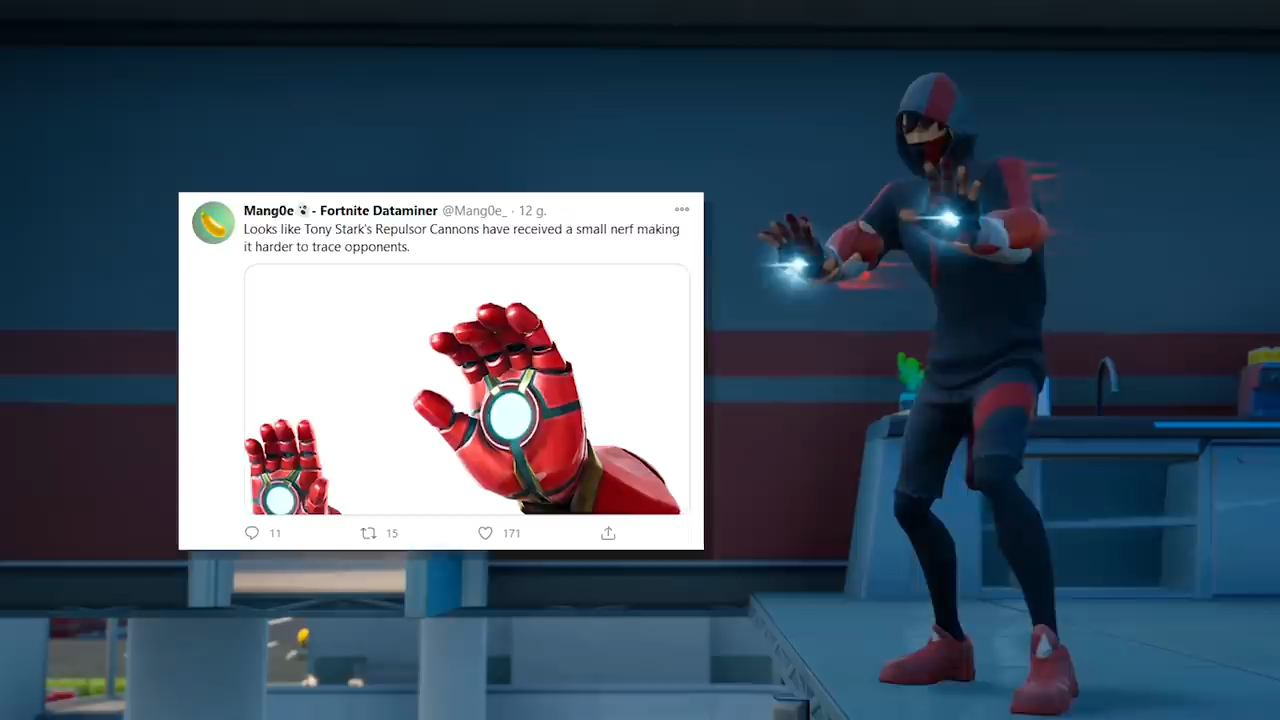 Mang0e - Fortnite Dataminer @Mang0e_ · 12 g.
Looks like Tony Stark's Repulsor Cannons have received a small nerf making
it harder to trace opponents.
11 15 171